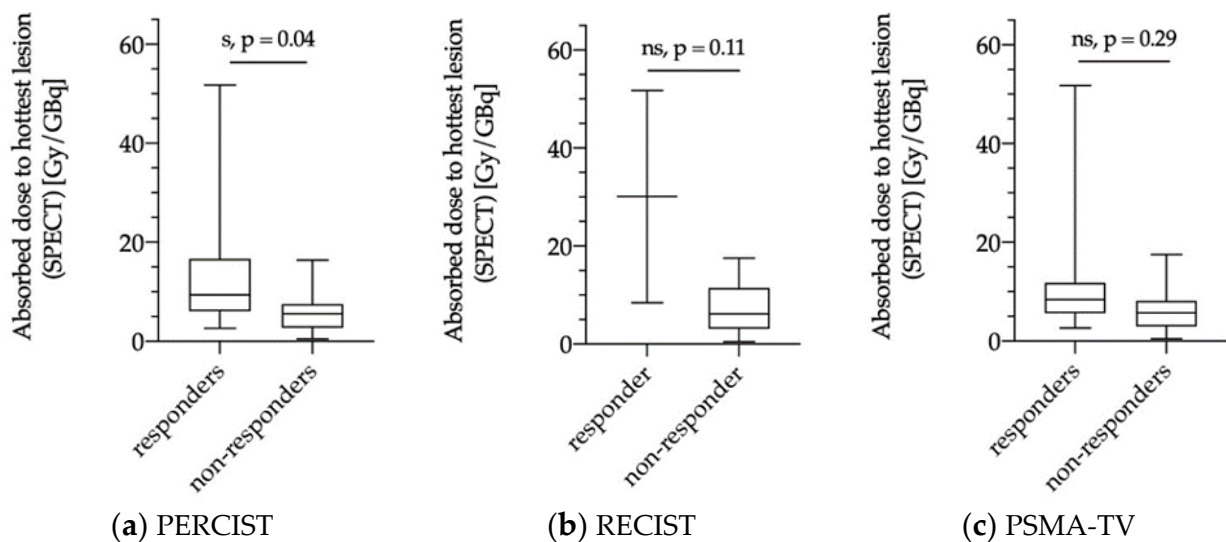 Absorbed dose to hottest lesion
(SPECT) [Gy/GBq]
60
40
20
0
s, p = 0.04
responders
non-responders
(a) PERCIST
Absorbed dose to hottest lesion
(SPECT) [Gy/GBq]
60
40
20
0
ns, p = 0.11
responder
non-responder
(b) RECIST
Absorbed dose to hottest lesion
(SPECT) [Gy/GBq]
60
40
20
0
ns, p = 0.29
responders
non-responders
(c) PSMA-TV